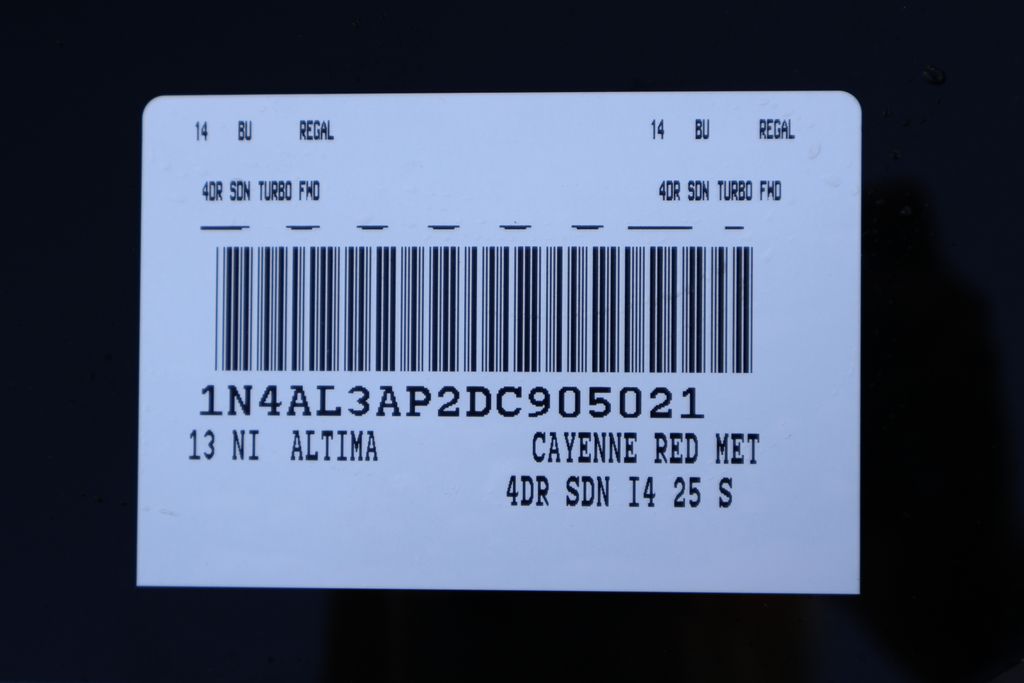 14 BU REGAL 14 BU REGAL
4DR SDN TURBO FWD 4DR SDN TURBO FWD
1N4AL3AP2DC905021
13 NI ALTIMA CAYENNE RED MET
4DR SDN I4 25 S